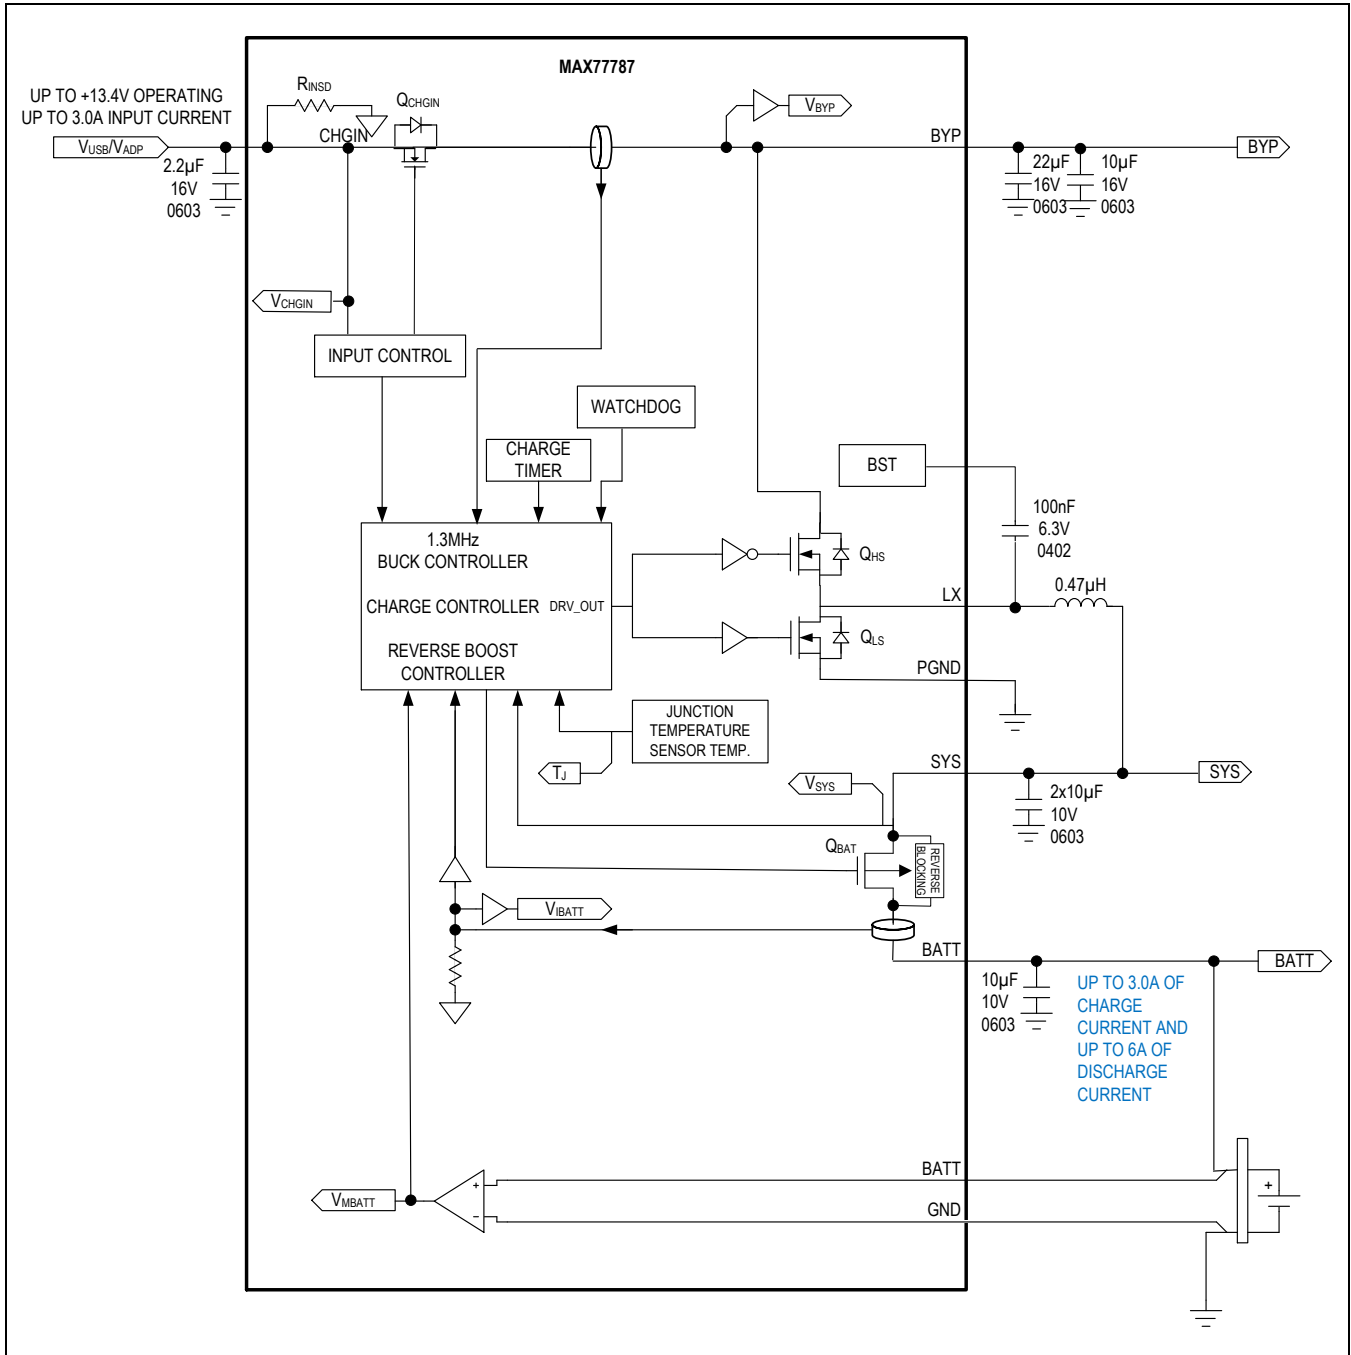 MAX77787
UP TO +13.4V OPERATING
UP TO 3.0A INPUT CURRENT
RINSD
QCHGIN
VBYP
VUSB/VADP
CHGIN
BYP
BYP
2.2µF
16V
0603
22µF
16V
0603
10µF
16V
0603
VCHGIN
INPUT CONTROL
WATCHDOG
CHARGE
TIMER
BST
100nF
6.3V
0402
1.3MHz
BUCK CONTROLLER
CHARGE CONTROLLER
DRV_OUT
REVERSE BOOST
CONTROLLER
QHS
LX
0.47µH
QLS
PGND
JUNCTION
TEMPERATURE
SENSOR TEMP.
TJ
SYS
VSYS
SYS
2x10µF
10V
0603
QBAT
REVERSE
BLOCKING
VIBATT
BATT
BATT
10µF
10V
0603
UP TO 3.0A OF
CHARGE
CURRENT AND
UP TO 6A OF
DISCHARGE
CURRENT
BATT
+
VMBATT
+
−
GND